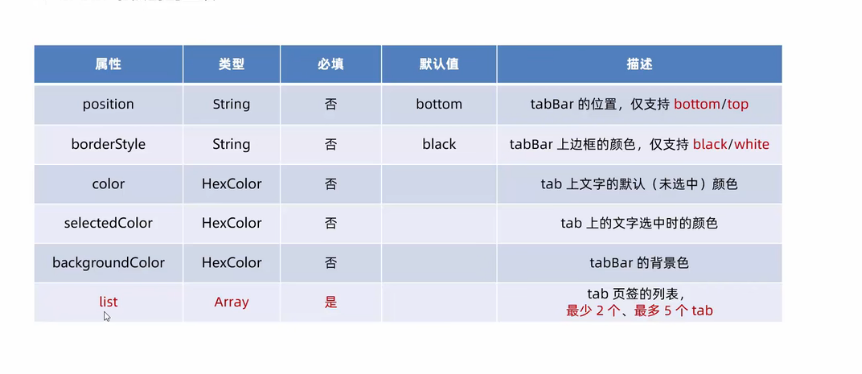 属性 类型 必填 默认值 描述
position String 否 bottom tabBar 的位置，仅支持 bottom/top
borderStyle String 否 black tabBar 上边框的颜色，仅支持 black/white
color HexColor 否 tab 上文字的默认（未选中）颜色
selectedColor HexColor 否 tab 上的文字选中时的颜色
backgroundColor HexColor 否 tabBar 的背景色
list Array 是 tab 页签的列表，
最少 2 个、最多 5 个 tab